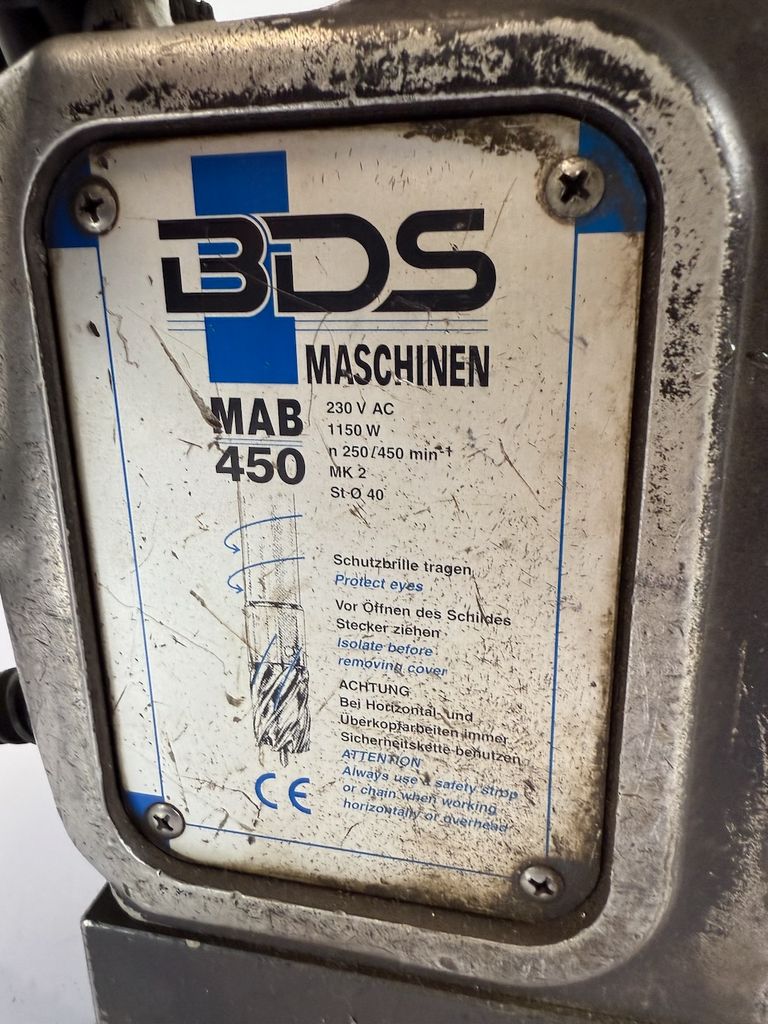 BDS
MASCHINEN
MAB
450
230 V AC
1150 W
n 250/450 min⁻¹
MK 2
St O 40
Schutzbrille tragen
Protect eyes
Vor Öffnen des Schildes
Stecker ziehen
Isolate before
removing cover
ACHTUNG
Bei Horizontal- und
Überkopfarbeiten immer
Sicherheitskette benutzen
ATTENTION
Always use a safety strop
or chain when working
horizontally or overhead
CE